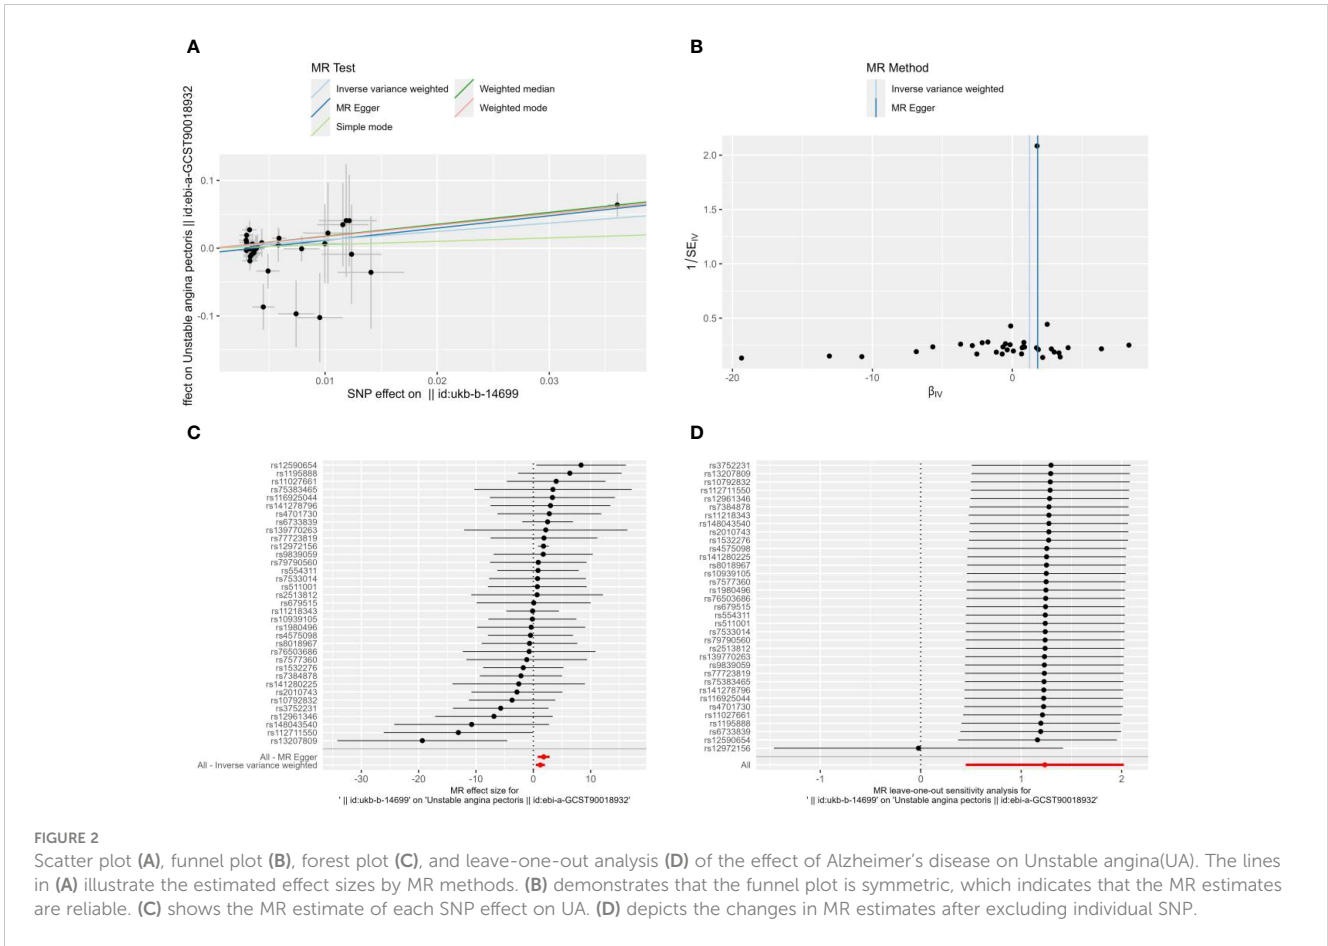 A
MR Test
Inverse variance weighted
MR Egger
Simple mode
Weighted median
Weighted mode
ffect on Unstable angina pectoris || id:ebi-a-GCST90018932
0.1
0.0
-0.1
0.01
0.02
0.03
SNP effect on || id:ukb-b-14699
B
MR Method
Inverse variance weighted
MR Egger
1/SEIV
2.0
1.5
1.0
0.5
-20
-10
0
βIV
C
rs12590654
rs1195888
rs11027661
rs75383465
rs116925044
rs141278796
rs4701730
rs6733839
rs139770263
rs77723819
rs12972156
rs9839059
rs79790560
rs554311
rs7533014
rs511001
rs2513812
rs679515
rs11218343
rs10939105
rs1980496
rs4575098
rs8018967
rs76503686
rs7577360
rs1532276
rs7384878
rs141280225
rs2010743
rs10792832
rs3752231
rs12961346
rs148043540
rs112711550
rs13207809
All - MR Egger
All - Inverse variance weighted
-30
-20
-10
0
10
MR effect size for
' || id:ukb-b-14699' on 'Unstable angina pectoris || id:ebi-a-GCST90018932'
D
rs3752231
rs13207809
rs10792832
rs112711550
rs12961346
rs7384878
rs11218343
rs148043540
rs2010743
rs1532276
rs4575098
rs141280225
rs8018967
rs10939105
rs7577360
rs1980496
rs76503686
rs679515
rs554311
rs511001
rs7533014
rs79790560
rs2513812
rs139770263
rs9839059
rs77723819
rs75383465
rs141278796
rs116925044
rs4701730
rs11027661
rs1195888
rs6733839
rs12590654
rs12972156
All
-1
0
1
2
MR leave-one-out sensitivity analysis for
' || id:ukb-b-14699' on 'Unstable angina pectoris || id:ebi-a-GCST90018932'
FIGURE 2
Scatter plot (A), funnel plot (B), forest plot (C), and leave-one-out analysis (D) of the effect of Alzheimer's disease on Unstable angina(UA). The lines
in (A) illustrate the estimated effect sizes by MR methods. (B) demonstrates that the funnel plot is symmetric, which indicates that the MR estimates
are reliable. (C) shows the MR estimate of each SNP effect on UA. (D) depicts the changes in MR estimates after excluding individual SNP.